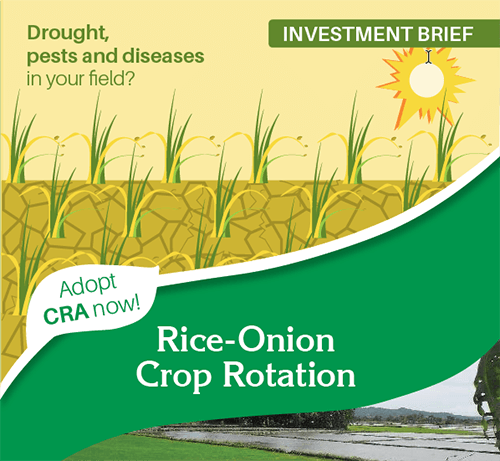 Drought,
pests and diseases
in your field?
INVESTMENT BRIEF
Adopt
CRA now!
Rice-Onion
Crop Rotation